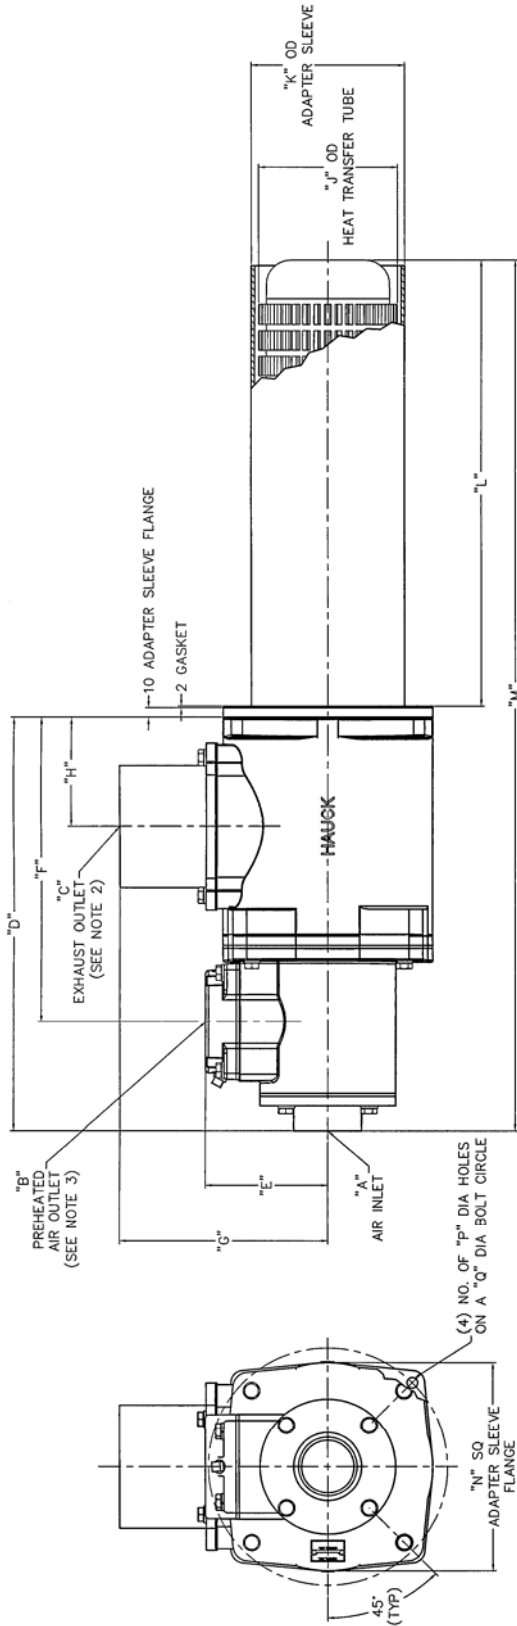 "K" OD
ADAPTER SLEEVE
"J" OD
HEAT TRANSFER TUBE
10 ADAPTER SLEEVE FLANGE
2 GASKET
"L"
"M"
"D"
"F"
"H"
"C"
EXHAUST OUTLET
(SEE NOTE 2)
HAUCK
"B"
PREHEATED
AIR OUTLET
(SEE NOTE 3)
"G"
"E"
"A"
AIR INLET
(4) NO. OF "P" DIA HOLES
ON A "Q" DIA BOLT CIRCLE
"N" SQ
ADAPTER SLEEVE
FLANGE
45°
(TYP)